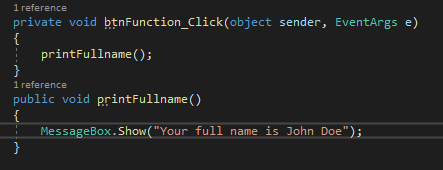 1 reference
private void btnFunction_Click(object sender, EventArgs e)
{
    printFullname();
}
1 reference
public void printFullname()
{
    MessageBox.Show("Your full name is John Doe");
}